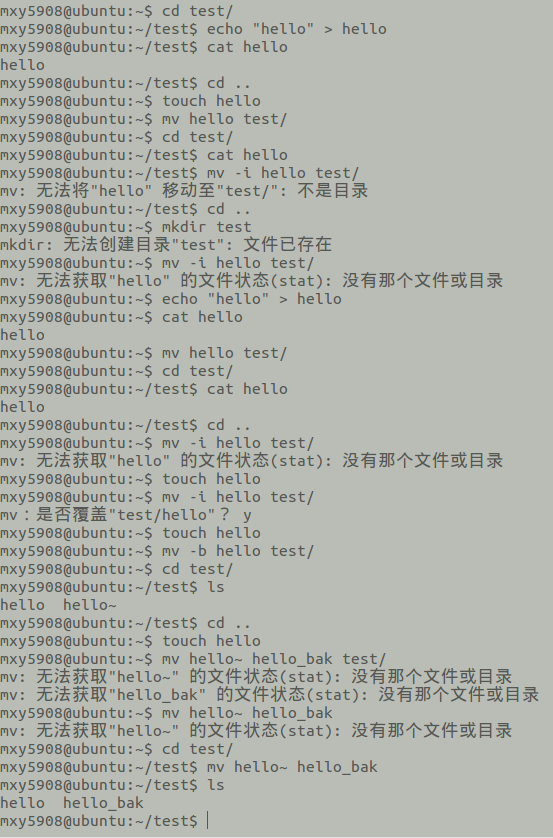 mxy5908@ubuntu:~$ cd test/
mxy5908@ubuntu:~/test$ echo "hello" > hello
mxy5908@ubuntu:~/test$ cat hello
hello
mxy5908@ubuntu:~/test$ cd ..
mxy5908@ubuntu:~$ touch hello
mxy5908@ubuntu:~$ mv hello test/
mxy5908@ubuntu:~$ cd test/
mxy5908@ubuntu:~/test$ cat hello
mxy5908@ubuntu:~/test$ mv -i hello test/
mv: 无法将"hello" 移动至"test/": 不是目录
mxy5908@ubuntu:~/test$ cd ..
mxy5908@ubuntu:~$ mkdir test
mkdir: 无法创建目录"test": 文件已存在
mxy5908@ubuntu:~$ mv -i hello test/
mv: 无法获取"hello" 的文件状态(stat): 没有那个文件或目录
mxy5908@ubuntu:~$ echo "hello" > hello
mxy5908@ubuntu:~$ cat hello
hello
mxy5908@ubuntu:~$ mv hello test/
mxy5908@ubuntu:~$ cd test/
mxy5908@ubuntu:~/test$ cat hello
hello
mxy5908@ubuntu:~/test$ cd ..
mxy5908@ubuntu:~$ mv -i hello test/
mv: 无法获取"hello" 的文件状态(stat): 没有那个文件或目录
mxy5908@ubuntu:~$ touch hello
mxy5908@ubuntu:~$ mv -i hello test/
mv：是否覆盖"test/hello"？ y
mxy5908@ubuntu:~$ touch hello
mxy5908@ubuntu:~$ mv -b hello test/
mxy5908@ubuntu:~$ cd test/
mxy5908@ubuntu:~/test$ ls
hello  hello~
mxy5908@ubuntu:~/test$ cd ..
mxy5908@ubuntu:~$ touch hello
mxy5908@ubuntu:~$ mv hello~ hello_bak test/
mv: 无法获取"hello~" 的文件状态(stat): 没有那个文件或目录
mv: 无法获取"hello_bak" 的文件状态(stat): 没有那个文件或目录
mxy5908@ubuntu:~$ mv hello~ hello_bak
mv: 无法获取"hello~" 的文件状态(stat): 没有那个文件或目录
mxy5908@ubuntu:~$ cd test/
mxy5908@ubuntu:~/test$ mv hello~ hello_bak
mxy5908@ubuntu:~/test$ ls
hello  hello_bak
mxy5908@ubuntu:~/test$